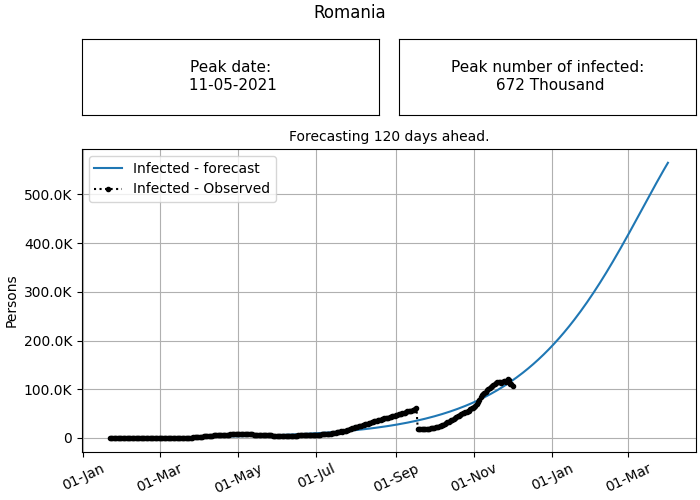 Romania
Peak date:
11-05-2021
Peak number of infected:
672 Thousand
Forecasting 120 days ahead.
Infected - forecast
Infected - Observed
Persons
500.0K
400.0K
300.0K
200.0K
100.0K
0
01-Jan
01-Mar
01-May
01-Jul
01-Sep
01-Nov
01-Jan
01-Mar